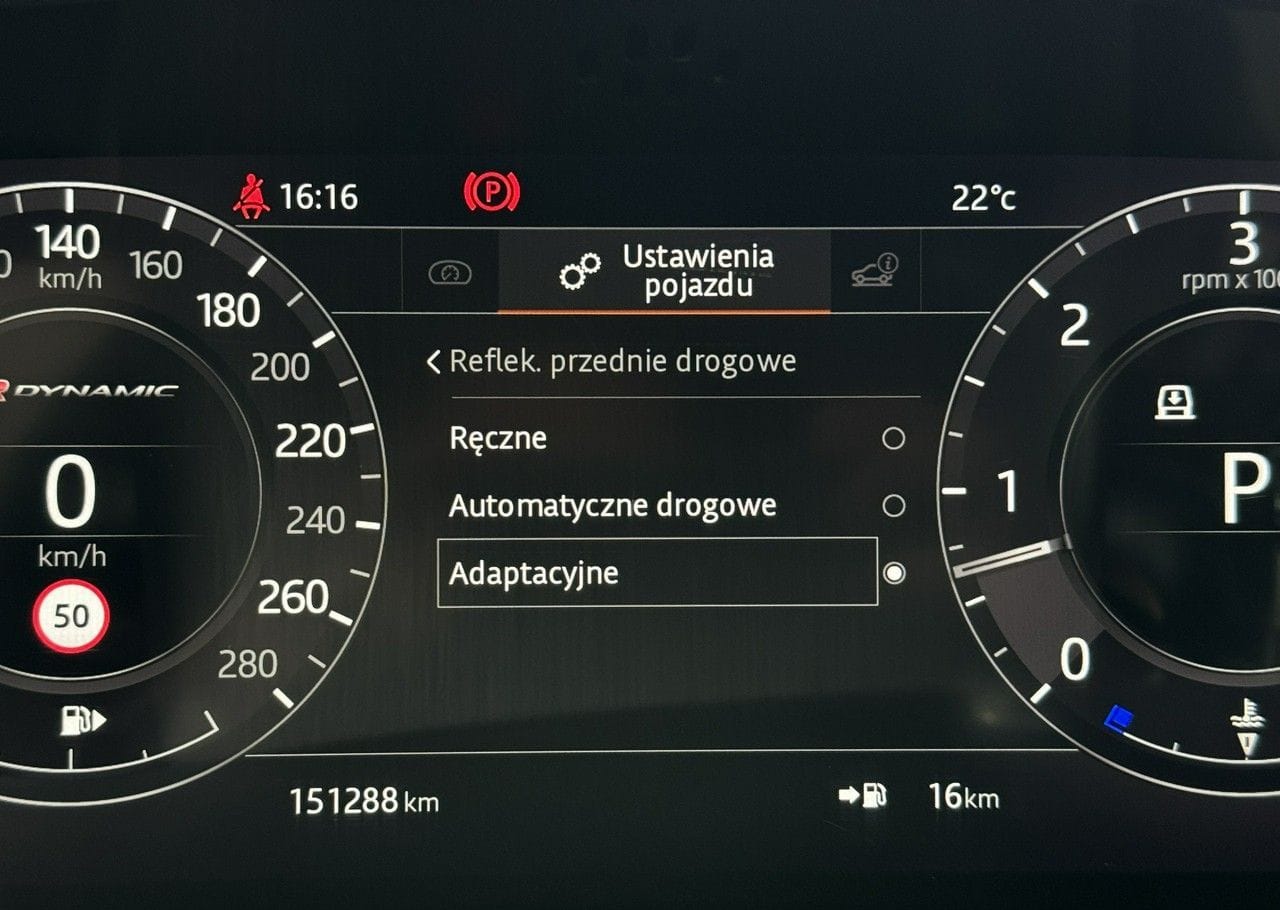 16:16
22°c
140
km/h
160
180
200
220
240
260
280
DYNAMIC
0
km/h
50
Ustawienia
pojazdu
Reflek. przednie drogowe
Ręczne
Automatyczne drogowe
Adaptacyjne
3
rpm x 100
2
1
0
P
151288 km
16km